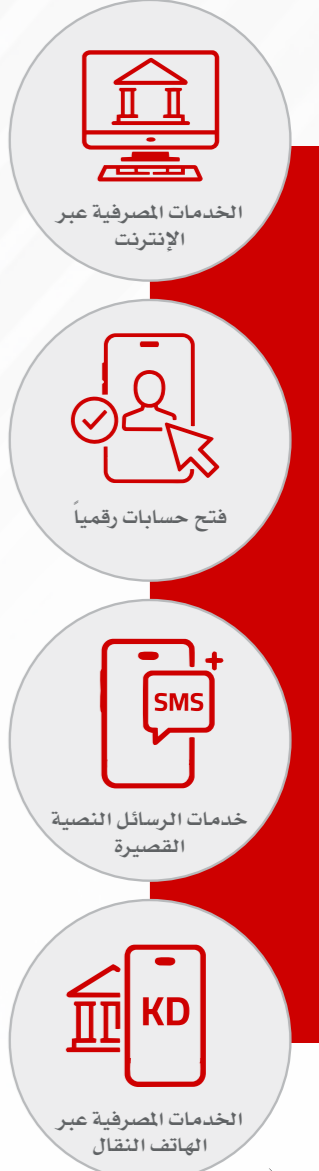 الخدمات المصرفية عبر
الإنترنت
فتح حسابات رقمياً
SMS
خدمات الرسائل النصية
القصيرة
KD
الخدمات المصرفية عبر
الهاتف النقال